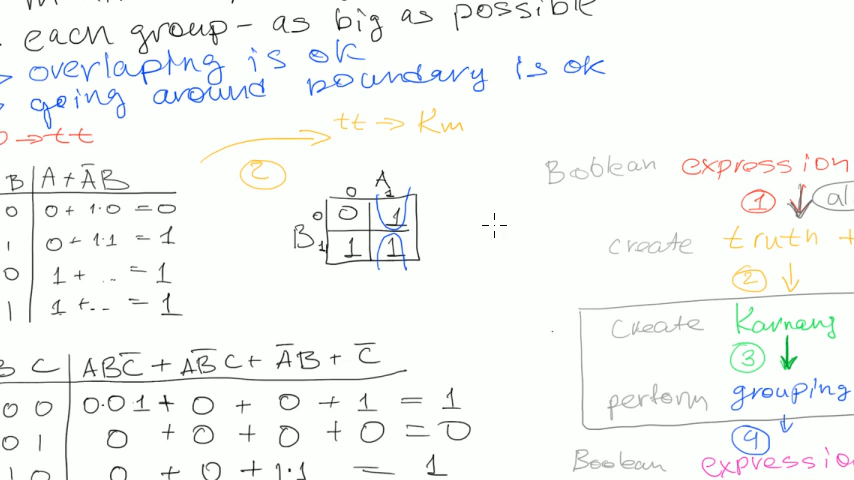 each group - as big as possible
> overlaping is ok
> going around boundary is ok
→ tt
tt → Km
2
B | A + A̅B
0 | 0 + 1·0 = 0
1 | 0 + 1·1 = 1
0 | 1 + .. = 1
1 | 1 + .. = 1
A
0 1
B 0 | 0 | 1
1 | 1 | 1
Boolean expression
1 al
create truth t
2
create Karnaug
3
perform grouping
4
Boolean expressio
B C | ABC̅ + AB̅C + A̅B + C̅
0 0 | 0·0·1 + 0 + 0 + 1 = 1
0 1 | 0 + 0 + 0 + 0 = 0
1 0 | 0 + 0 + 1·1 = 1